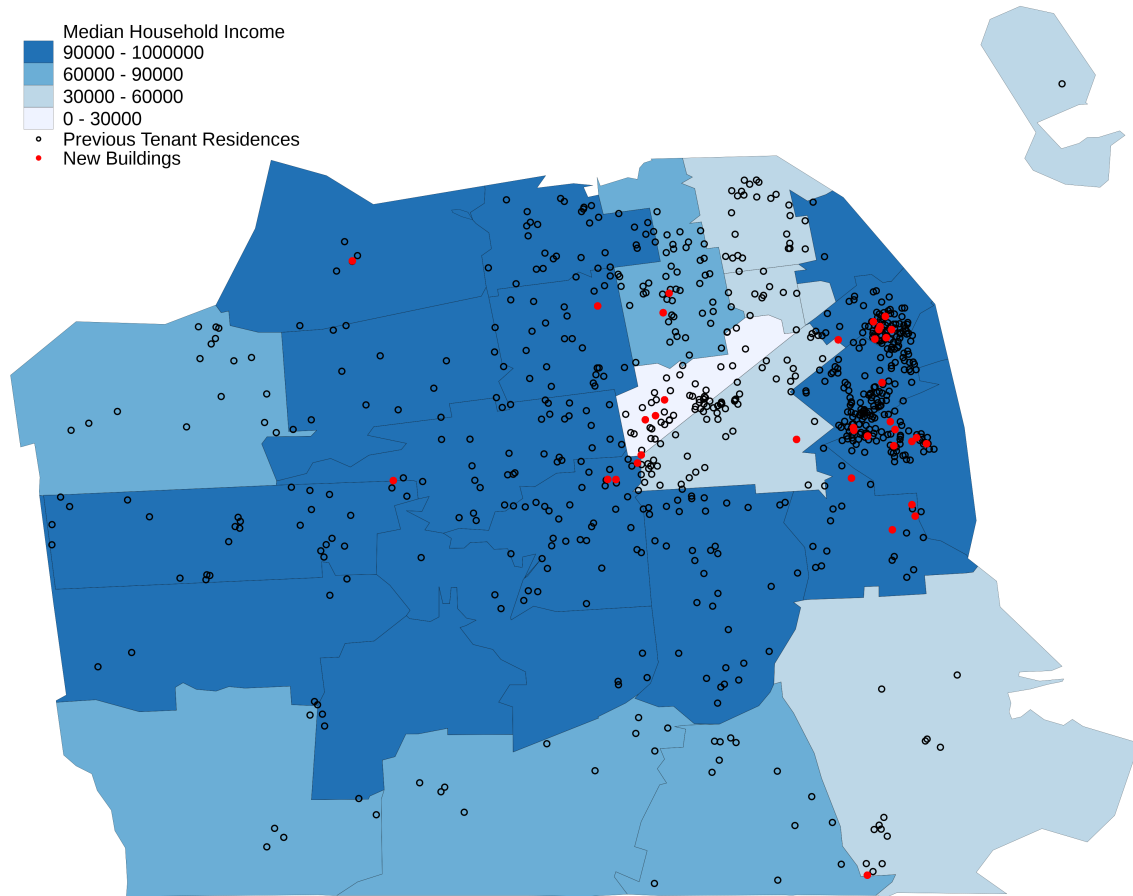 Median Household Income
90000 - 1000000
60000 - 90000
30000 - 60000
0 - 30000
Previous Tenant Residences
New Buildings